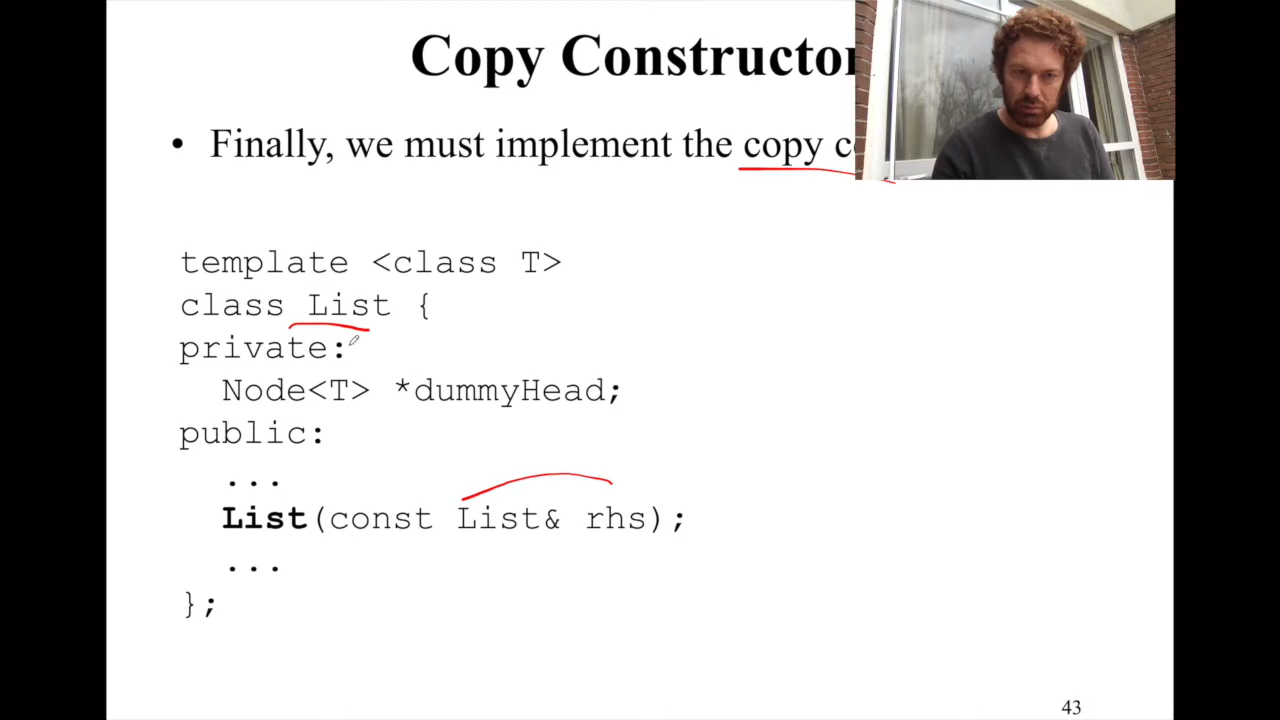 Copy Constructor
• Finally, we must implement the copy
template <class T>
class List {
private:
Node<T> *dummyHead;
public:
...
List(const List& rhs);
...
};
43